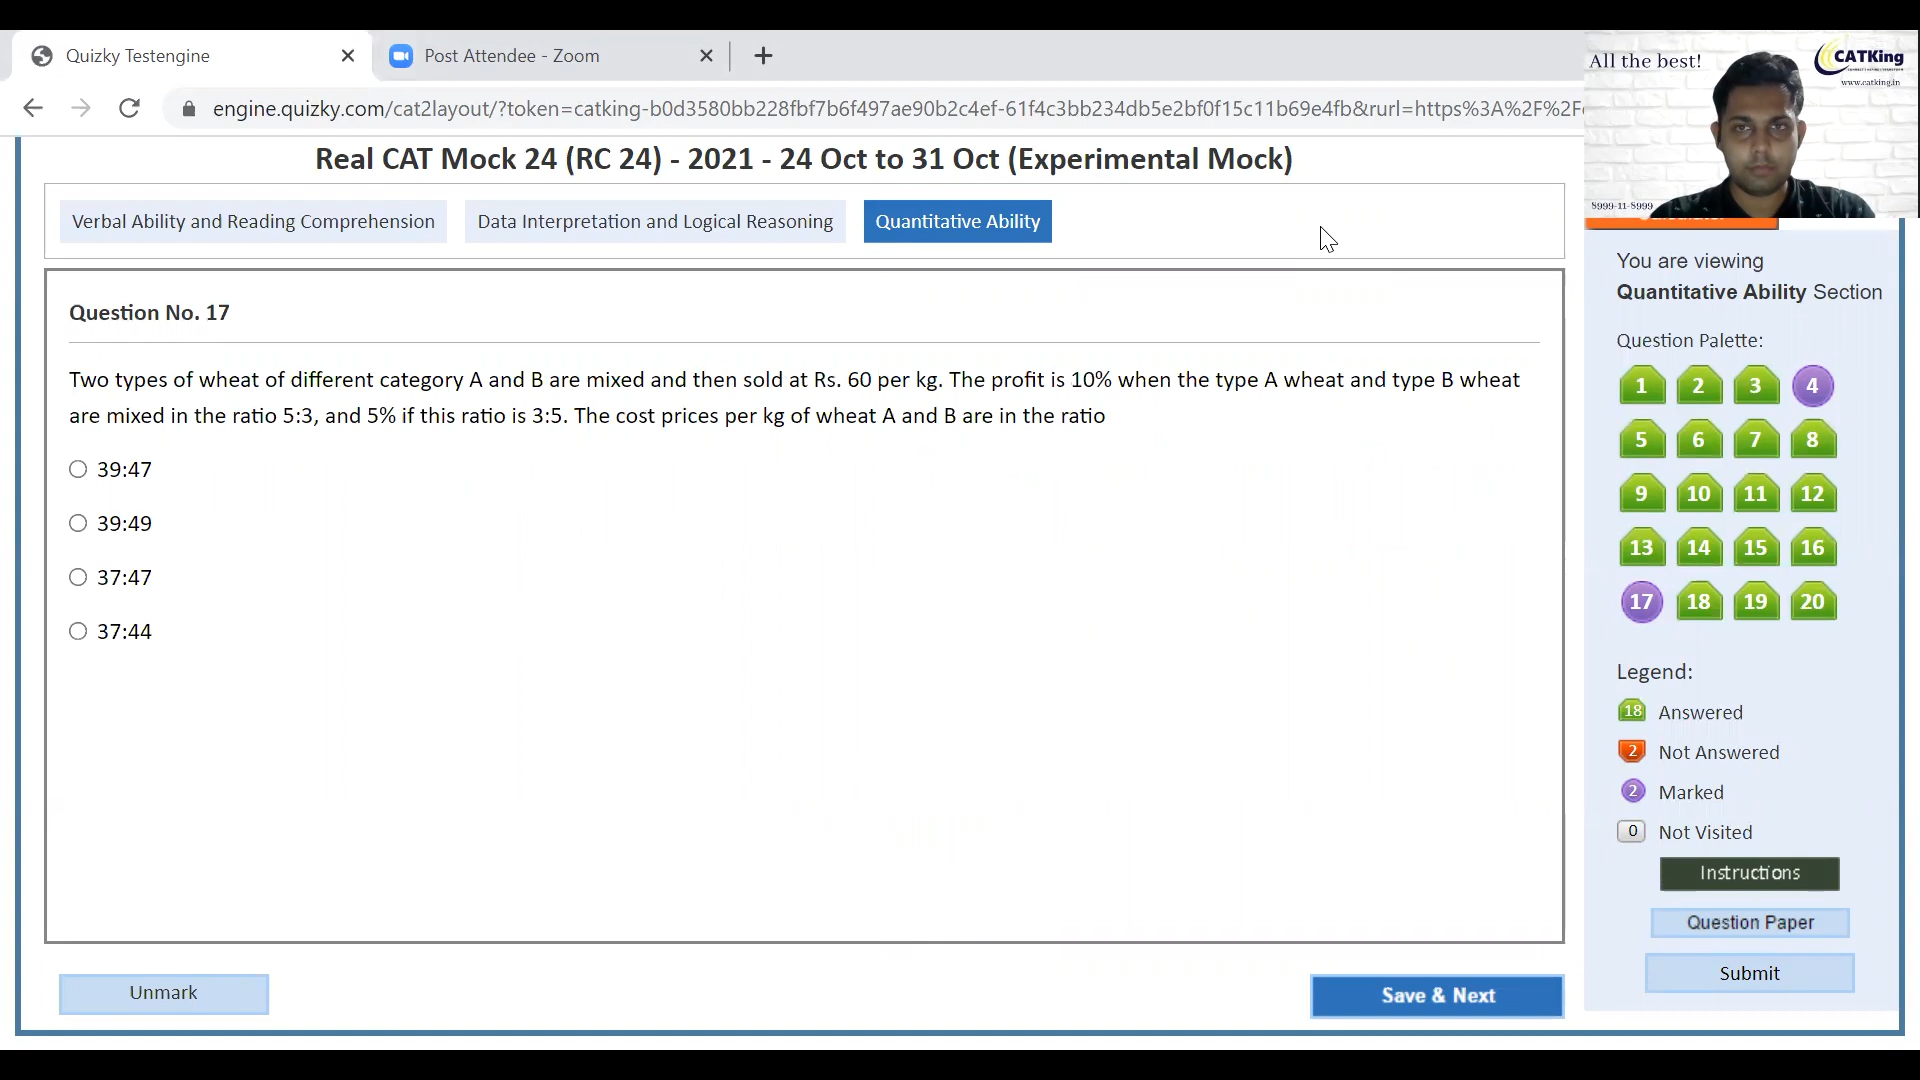 Quizky Testengine
Post Attendee - Zoom
engine.quizky.com/cat2layout/?token=catking-b0d3580bb228fbf7b6f497ae90b2c4ef-61f4c3bb234db5e2bf0f15c11b69e4fb&rurl=https%3A%2F%2F
All the best!
CATKing
www.catking.in
8999-11-8999
Real CAT Mock 24 (RC 24) - 2021 - 24 Oct to 31 Oct (Experimental Mock)
Verbal Ability and Reading Comprehension
Data Interpretation and Logical Reasoning
Quantitative Ability
Question No. 17
Two types of wheat of different category A and B are mixed and then sold at Rs. 60 per kg. The profit is 10% when the type A wheat and type B wheat
are mixed in the ratio 5:3, and 5% if this ratio is 3:5. The cost prices per kg of wheat A and B are in the ratio
39:47
39:49
37:47
37:44
Unmark
Save & Next
You are viewing
Quantitative Ability Section
Question Palette:
1 2 3 4
5 6 7 8
9 10 11 12
13 14 15 16
17 18 19 20
Legend:
18 Answered
2 Not Answered
2 Marked
0 Not Visited
Instructions
Question Paper
Submit